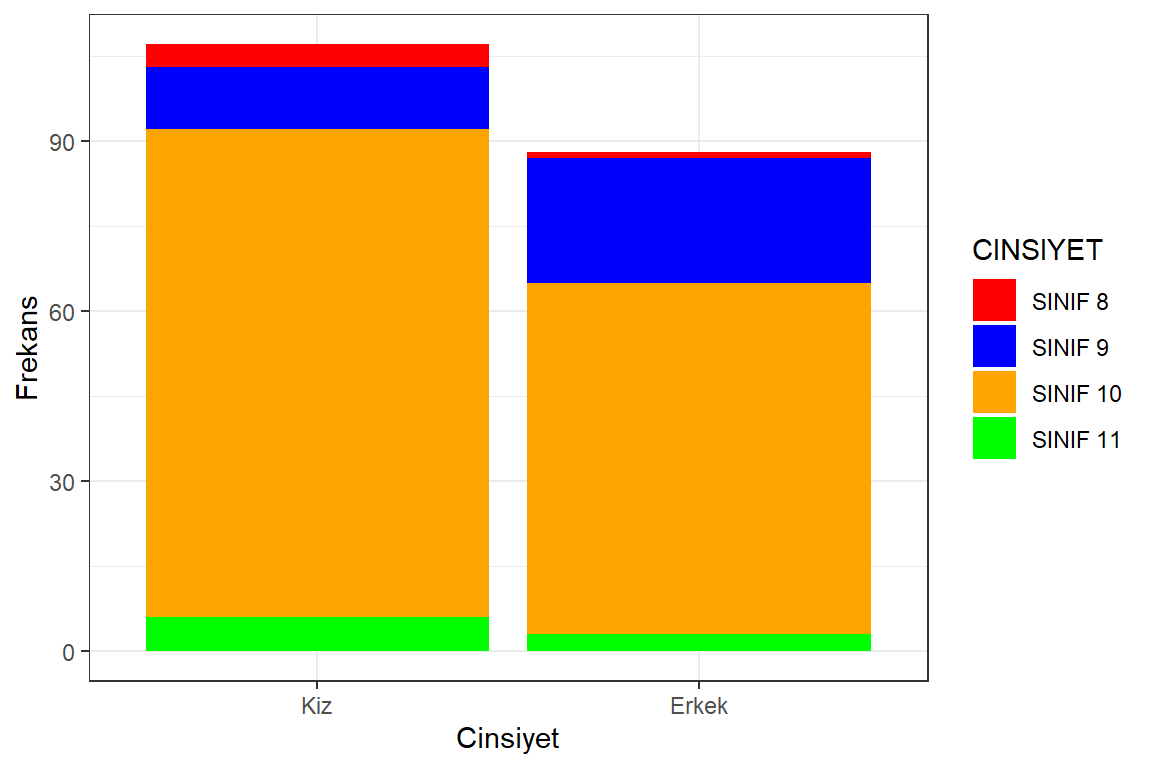 Frekans
90
60
30
0
Kiz
Erkek
Cinsiyet
CINSIYET
SINIF 8
SINIF 9
SINIF 10
SINIF 11